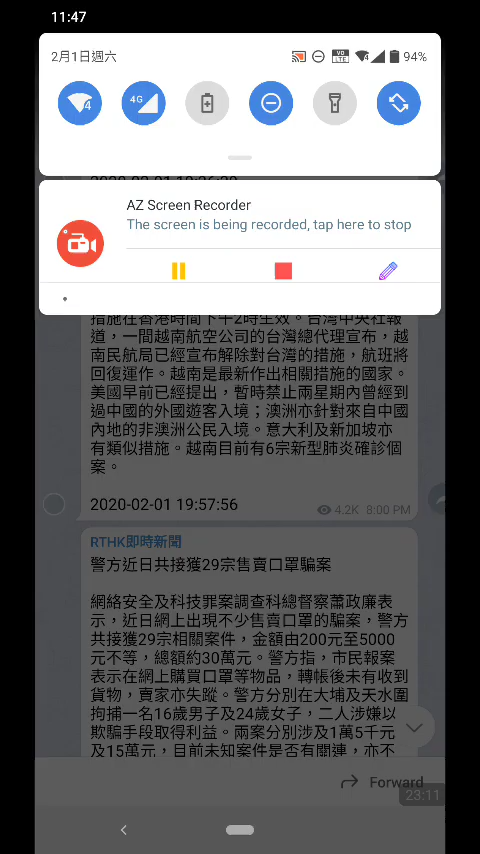 11:47
2月1日週六
VO LTE
4
94%
4
4G
AZ Screen Recorder
The screen is being recorded, tap here to stop
措施在香港時間下午2時生效。台灣中央社報
道，一間越南航空公司的台灣總代理宣布，越
南民航局已經宣布解除對台灣的措施，航班將
回復運作。越南是最新作出相關措施的國家。
美國早前已經提出，暫時禁止兩星期內曾經到
過中國的外國遊客入境；澳洲亦針對來自中國
內地的非澳洲公民入境。意大利及新加坡亦
有類似措施。越南目前有6宗新型肺炎確診個
案。
2020-02-01 19:57:56
4.2K 8:00 PM
RTHK即時新聞
警方近日共接獲29宗售賣口罩騙案
網絡安全及科技罪案調查科總督察蕭政廉表
示，近日網上出現不少售賣口罩的騙案，警方
共接獲29宗相關案件，金額由200元至5000
元不等，總額約30萬元。警方指，市民報案
表示在網上購買口罩等物品，轉帳後未有收到
貨物，賣家亦失蹤。警方分別在大埔及天水圍
拘捕一名16歲男子及24歲女子，二人涉嫌以
欺騙手段取得利益。兩案分別涉及1萬5千元
及15萬元，目前未知案件是否有關連，亦不
Forward
23:11